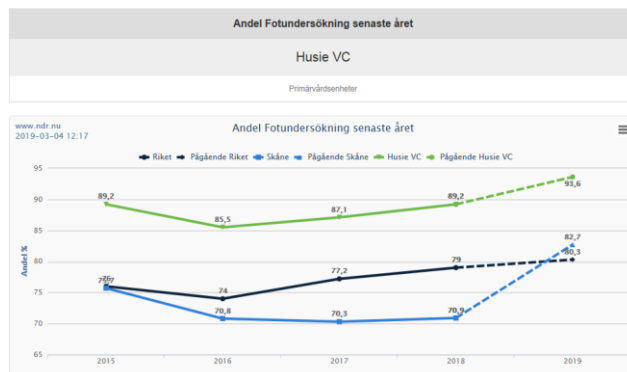 Andel Fotundersökning senaste året
Husie VC
Primärvårdsenheter
www.ndr.nu
2019-03-04 12:17
Andel Fotundersökning senaste året
Riket Pågående Riket Skåne Pågående Skåne Husie VC Pågående Husie VC
Andel %
95
90
85
80
75
70
65
89,2
85,5
87,1
89,2
93,6
76
74
77,2
79
80,3
70,8
70,3
70,9
82,7
2015 2016 2017 2018 2019